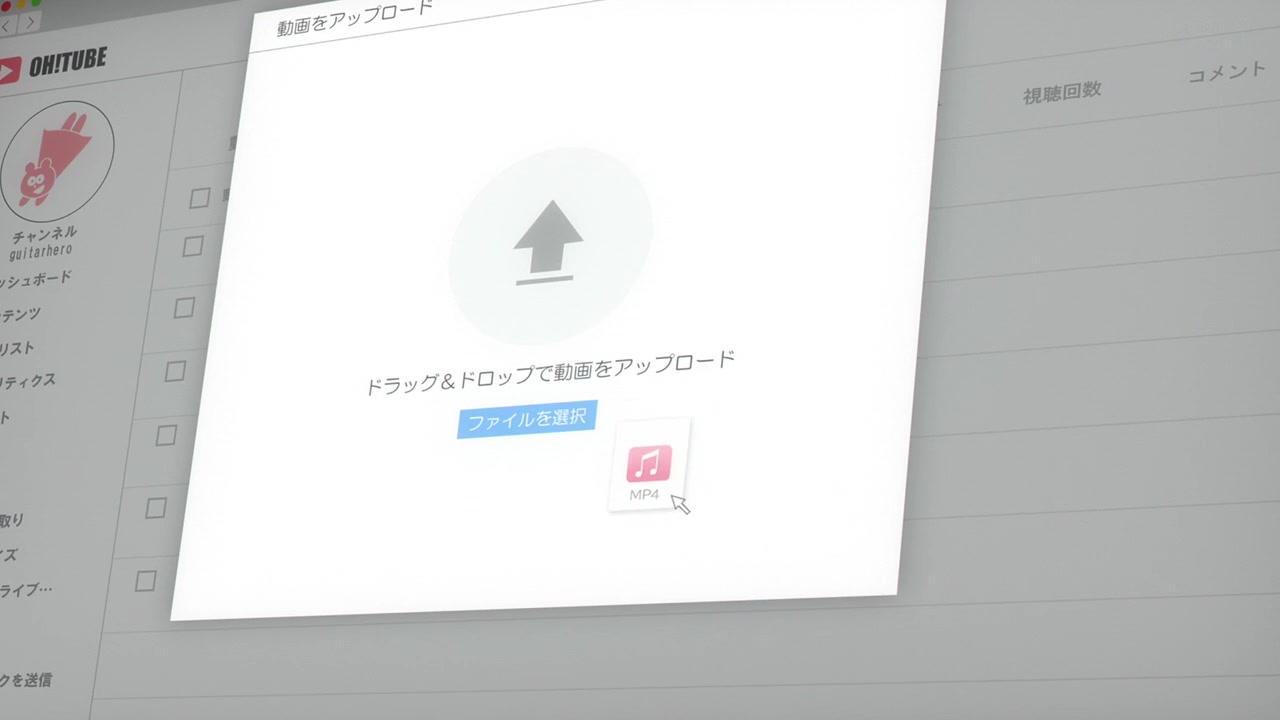 動画をアップロード
OH!TUBE
視聴回数
コメント
チャンネル
guitarhero
ッシュボード
テンツ
リスト
リティクス
ト
ドラッグ&ドロップで動画をアップロード
ファイルを選択
MP4
取り
イズ
ライブ…
クを送信